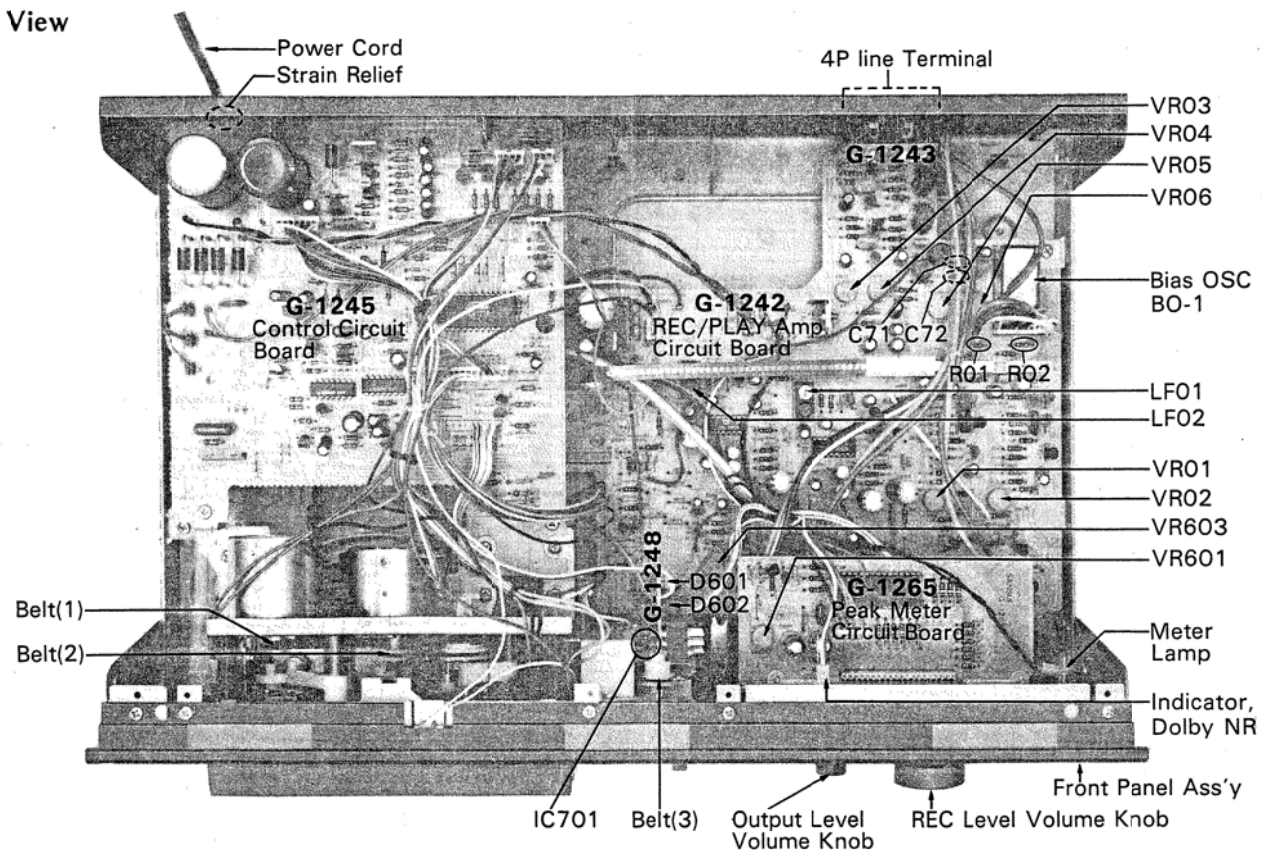 View
Power Cord
Strain Relief
4P line Terminal
VR03
VR04
VR05
VR06
G-1243
Bias OSC
BO-1
G-1245
Control Circuit
Board
G-1242
REC/PLAY Amp
Circuit Board
C71
C72
R01
R02
LF01
LF02
VR01
VR02
VR603
VR601
G-1248
D601
D602
G-1265
Peak Meter
Circuit Board
Belt(1)
Belt(2)
Meter
Lamp
Indicator,
Dolby NR
Front Panel Ass'y
IC701
Belt(3)
Output Level
Volume Knob
REC Level Volume Knob